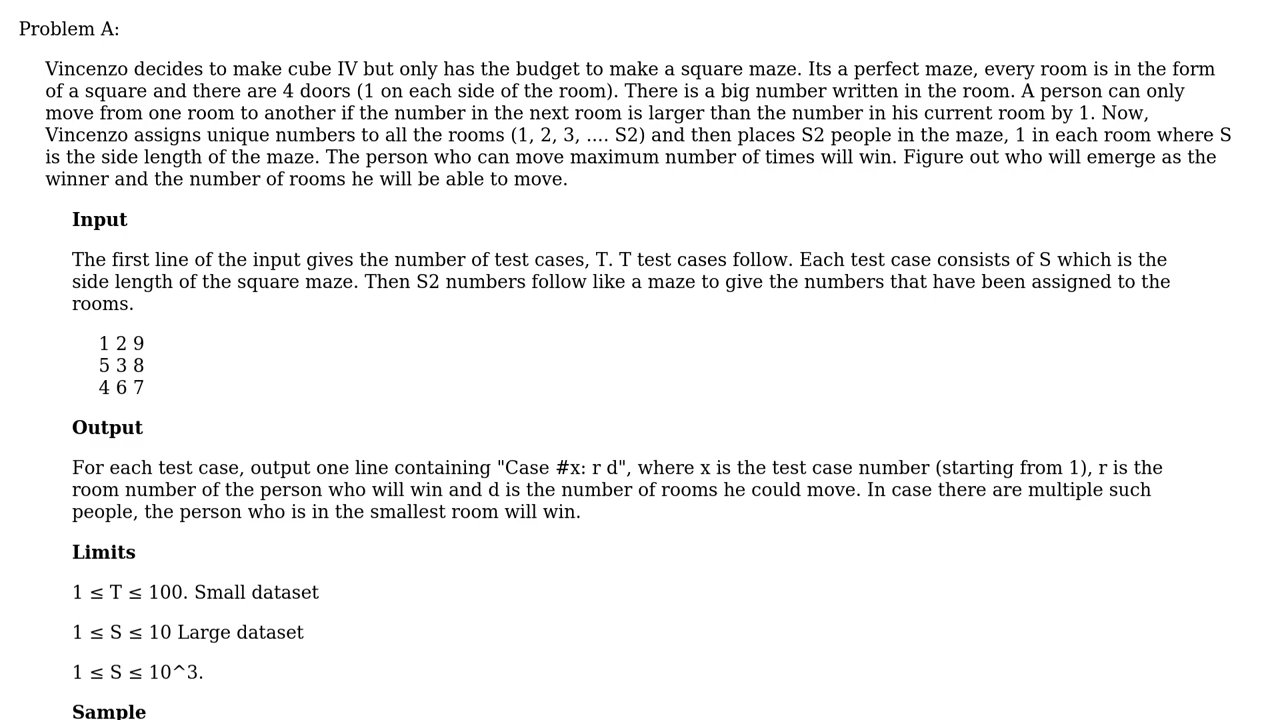 Problem A:
Vincenzo decides to make cube IV but only has the budget to make a square maze. Its a perfect maze, every room is in the form
of a square and there are 4 doors (1 on each side of the room). There is a big number written in the room. A person can only
move from one room to another if the number in the next room is larger than the number in his current room by 1. Now,
Vincenzo assigns unique numbers to all the rooms (1, 2, 3, .... S2) and then places S2 people in the maze, 1 in each room where S
is the side length of the maze. The person who can move maximum number of times will win. Figure out who will emerge as the
winner and the number of rooms he will be able to move.
Input
The first line of the input gives the number of test cases, T. T test cases follow. Each test case consists of S which is the
side length of the square maze. Then S2 numbers follow like a maze to give the numbers that have been assigned to the
rooms.
1 2 9
5 3 8
4 6 7
Output
For each test case, output one line containing "Case #x: r d", where x is the test case number (starting from 1), r is the
room number of the person who will win and d is the number of rooms he could move. In case there are multiple such
people, the person who is in the smallest room will win.
Limits
1 ≤ T ≤ 100. Small dataset
1 ≤ S ≤ 10 Large dataset
1 ≤ S ≤ 10^3.
Sample